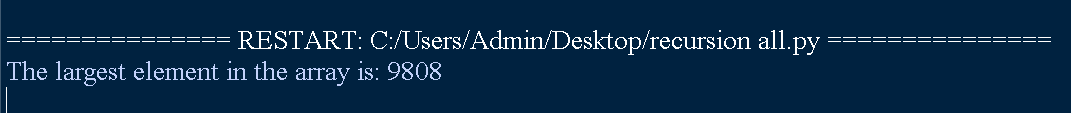 =============== RESTART: C:/Users/Admin/Desktop/recursion all.py ===============
The largest element in the array is: 9808